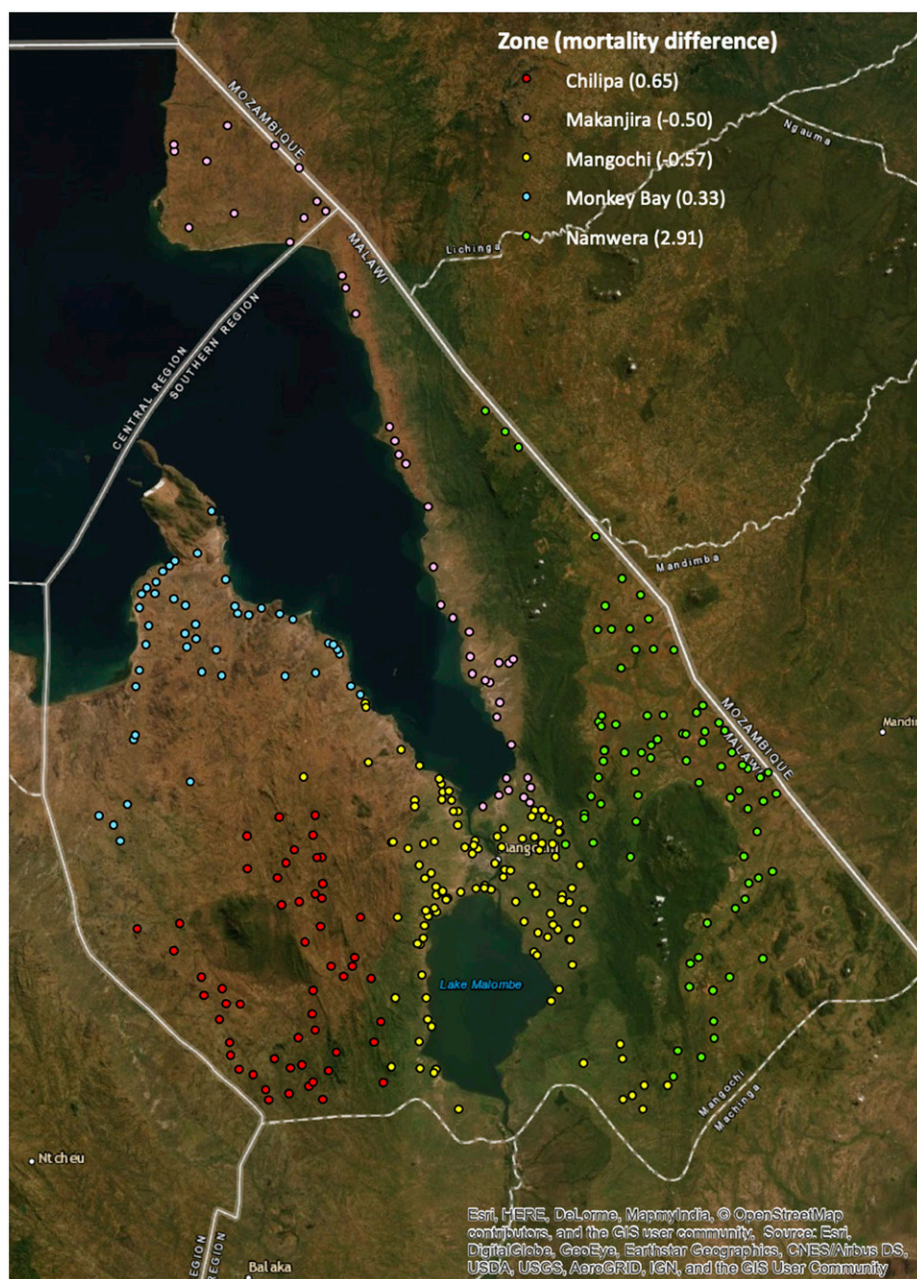 Zone (mortality difference)
Chilipa (0.65)
Makanjira (-0.50)
Mangochi (-0.57)
Monkey Bay (0.33)
Namwera (2.91)
MOZAMBIQUE
MALAWI
Ngauma
Lichinga
CENTRAL REGION
SOUTHERN REGION
Mandimba
MOZAMBIQUE
MALAWI
Lake Malombe
Mangochi
Machinga
Ntcheu
REGION
REGION
Balaka
Esri, HERE, DeLorme, MapmyIndia, © OpenStreetMap
contributors, and the GIS user community, Source: Esri,
DigitalGlobe, GeoEye, Earthstar Geographics, CNES/Airbus DS,
USDA, USGS, AeroGRID, IGN, and the GIS User Community